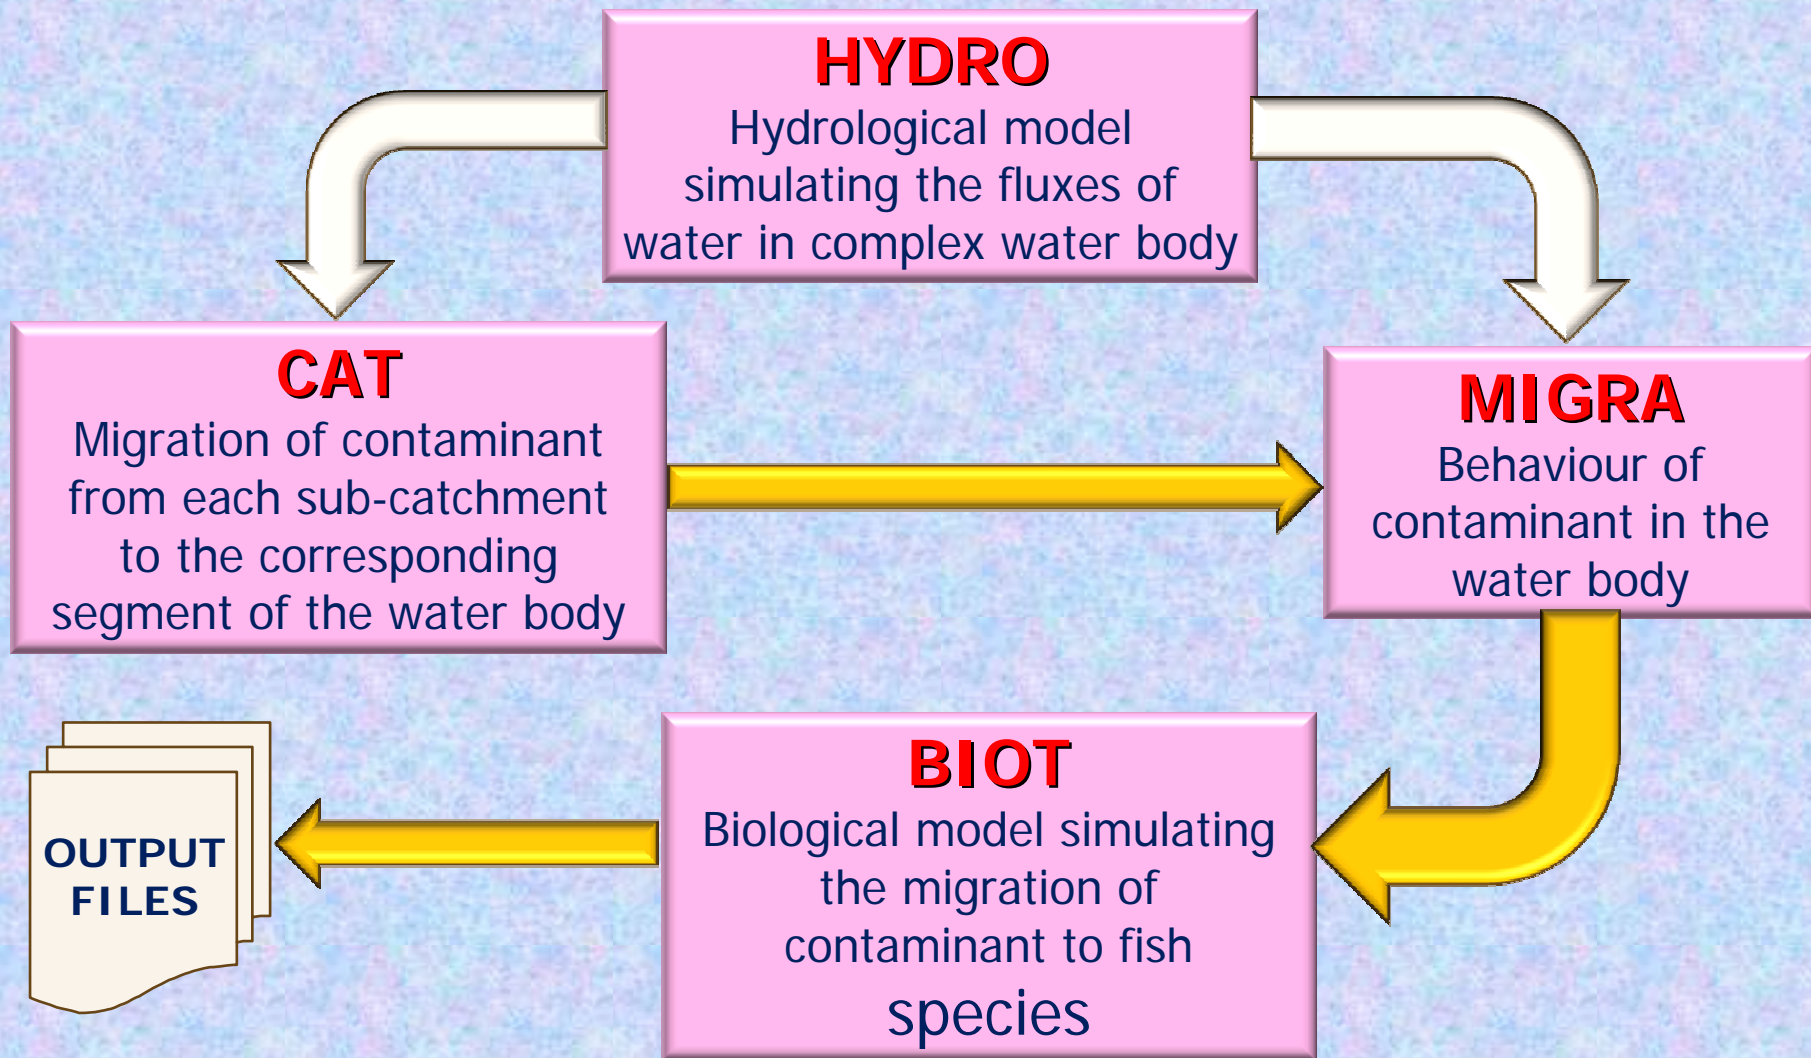 HYDRO
Hydrological model
simulating the fluxes of
water in complex water body
CAT
Migration of contaminant
from each sub-catchment
to the corresponding
segment of the water body
MIGRA
Behaviour of
contaminant in the
water body
BIOT
Biological model simulating
the migration of
contaminant to fish
species
OUTPUT
FILES